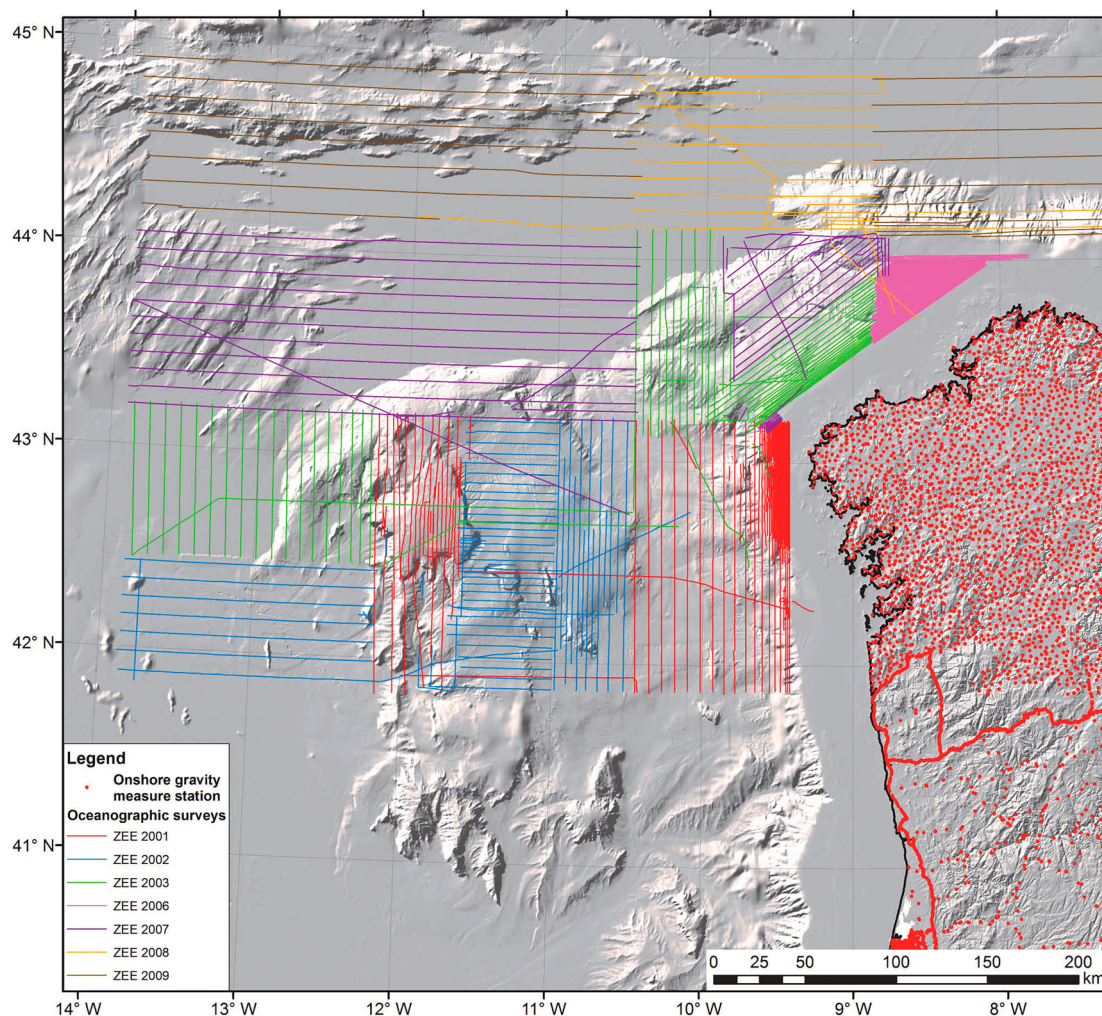 45° N
44° N
43° N
42° N
41° N
Legend
Onshore gravity
measure station
Oceanographic surveys
ZEE 2001
ZEE 2002
ZEE 2003
ZEE 2006
ZEE 2007
ZEE 2008
ZEE 2009
0 25 50 100 150 200
km
14° W 13° W 12° W 11° W 10° W 9° W 8° W